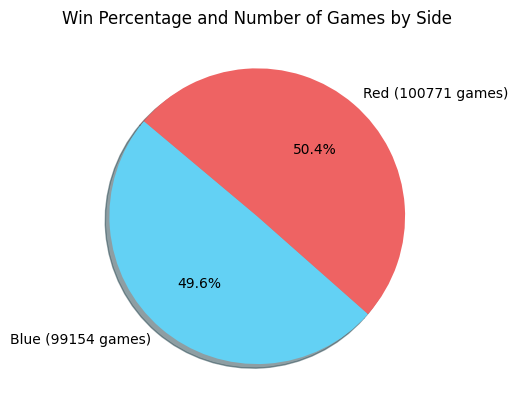 Win Percentage and Number of Games by Side
Red (100771 games)
50.4%
49.6%
Blue (99154 games)